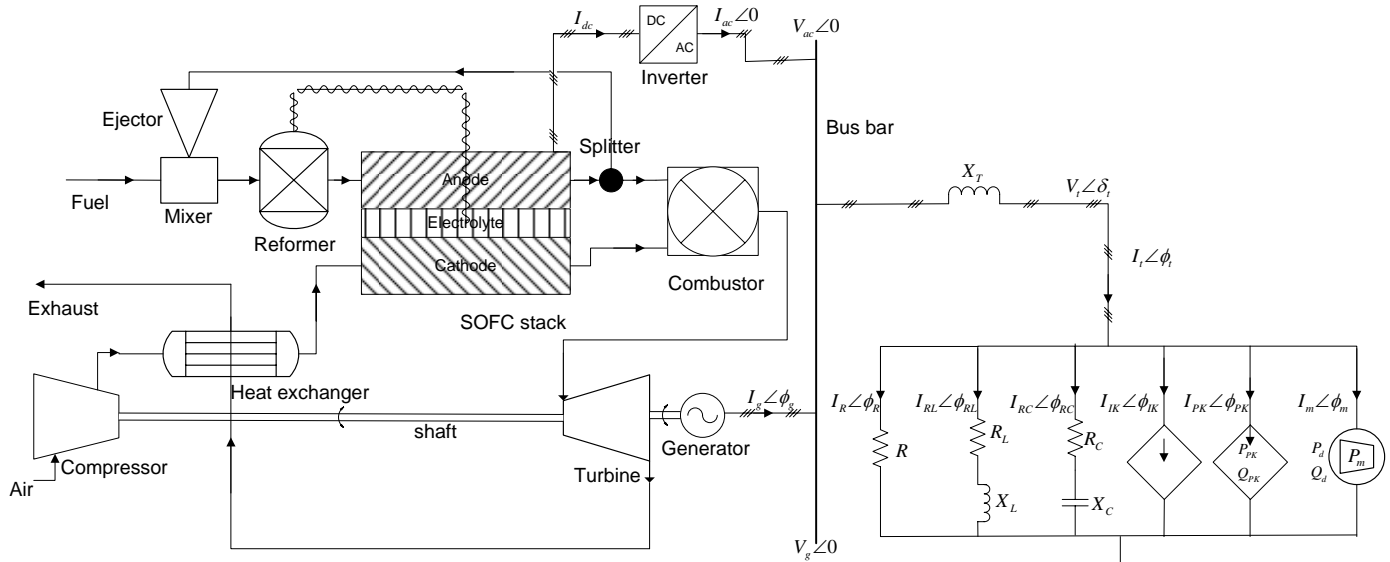 I_dc
I_ac∠0
V_ac∠0
DC
AC
Inverter
Ejector
Splitter
Bus bar
Fuel
Mixer
Reformer
Anode
Electrolyte
Cathode
Combustor
X_T
V_t∠δ_t
I_t∠ϕ_t
Exhaust
SOFC stack
Heat exchanger
shaft
Compressor
Air
Turbine
I_g∠ϕ_g
Generator
I_R∠ϕ_R
I_RL∠ϕ_RL
I_RC∠ϕ_RC
I_IK∠ϕ_IK
I_PK∠ϕ_PK
I_m∠ϕ_m
R
R_L
R_C
P_PK
Q_PK
P_d
Q_d
P_m
X_L
X_C
V_g∠0